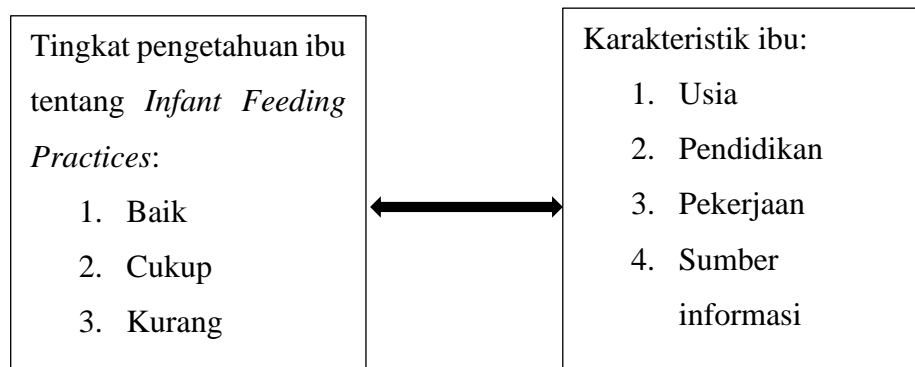 Tingkat pengetahuan ibu
tentang Infant Feeding
Practices:
1. Baik
2. Cukup
3. Kurang
Karakteristik ibu:
1. Usia
2. Pendidikan
3. Pekerjaan
4. Sumber
informasi